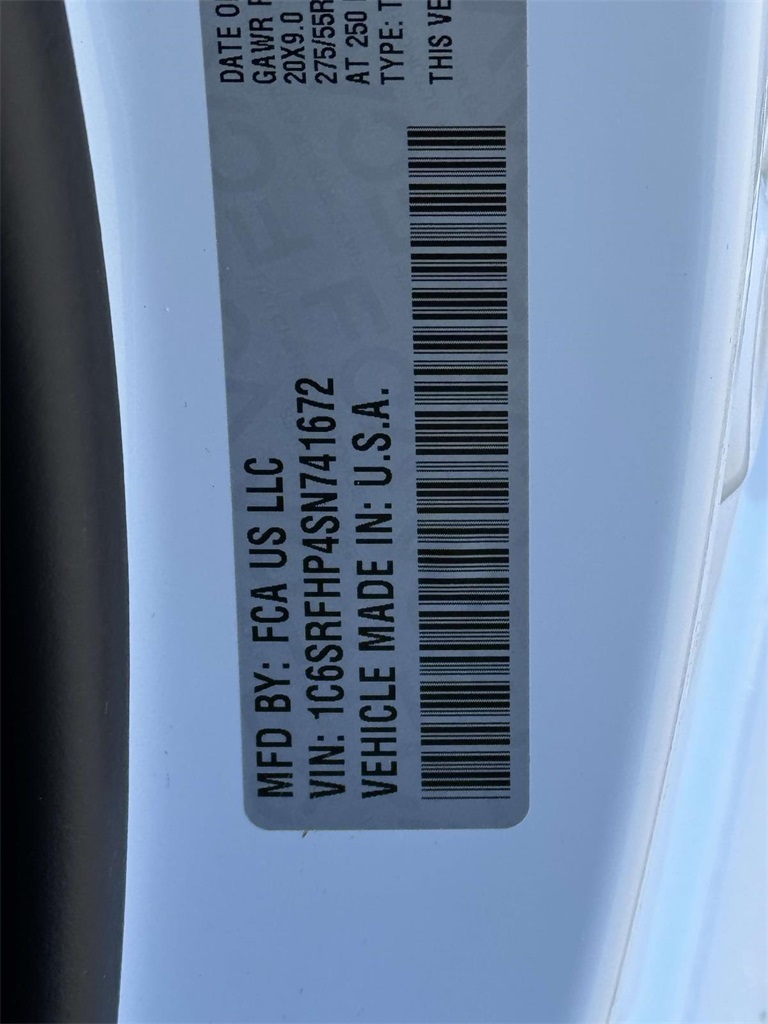 MFD BY: FCA US LLC
VIN: 1C6SRFHP4SN741672
VEHICLE MADE IN: U.S.A.
DATE
GAWR
20X9.0
275/55R
AT 250
TYPE:
THIS